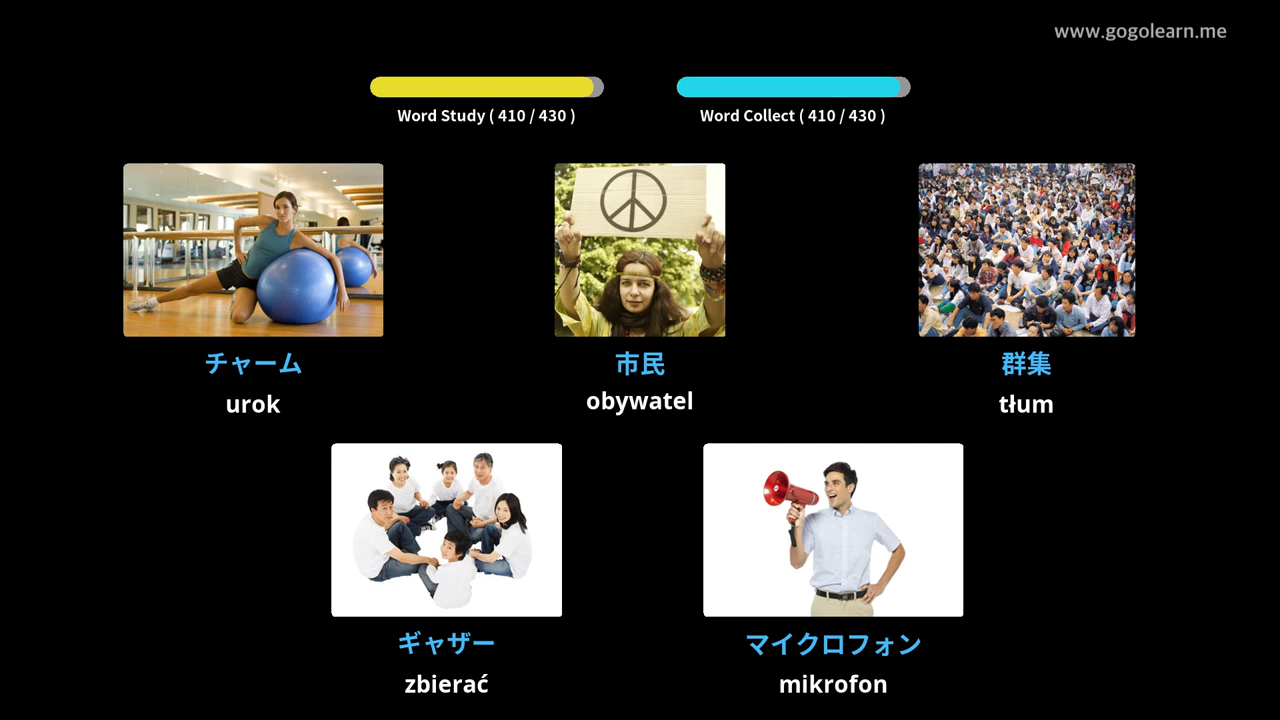 www.gogolearn.me
Word Study ( 410 / 430 )
Word Collect ( 410 / 430 )
チャーム
urok
市民
obywatel
群集
tłum
ギャザー
zbierać
マイクロフォン
mikrofon